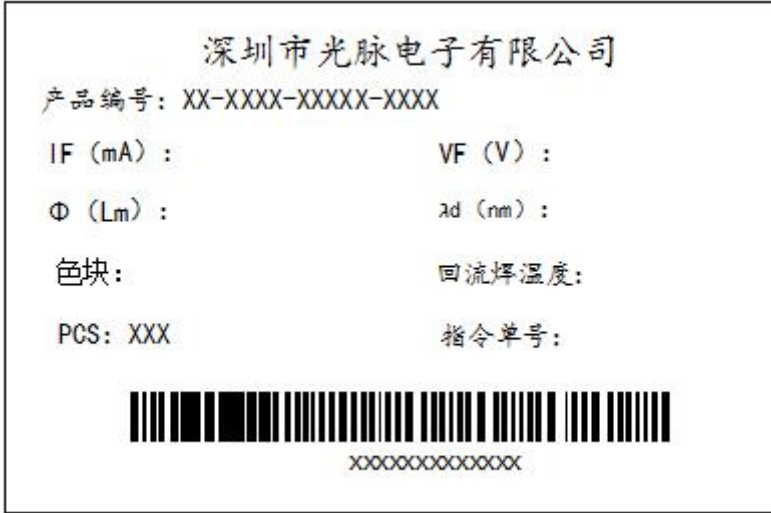 深圳市光脉电子有限公司
产品编号: XX-XXXX-XXXXX-XXXX
IF (mA) : VF (V) :
Φ (Lm) : λd (nm) :
色块: 回流焊温度:
PCS: XXX 指令单号:
XXXXXXXXXXXXX